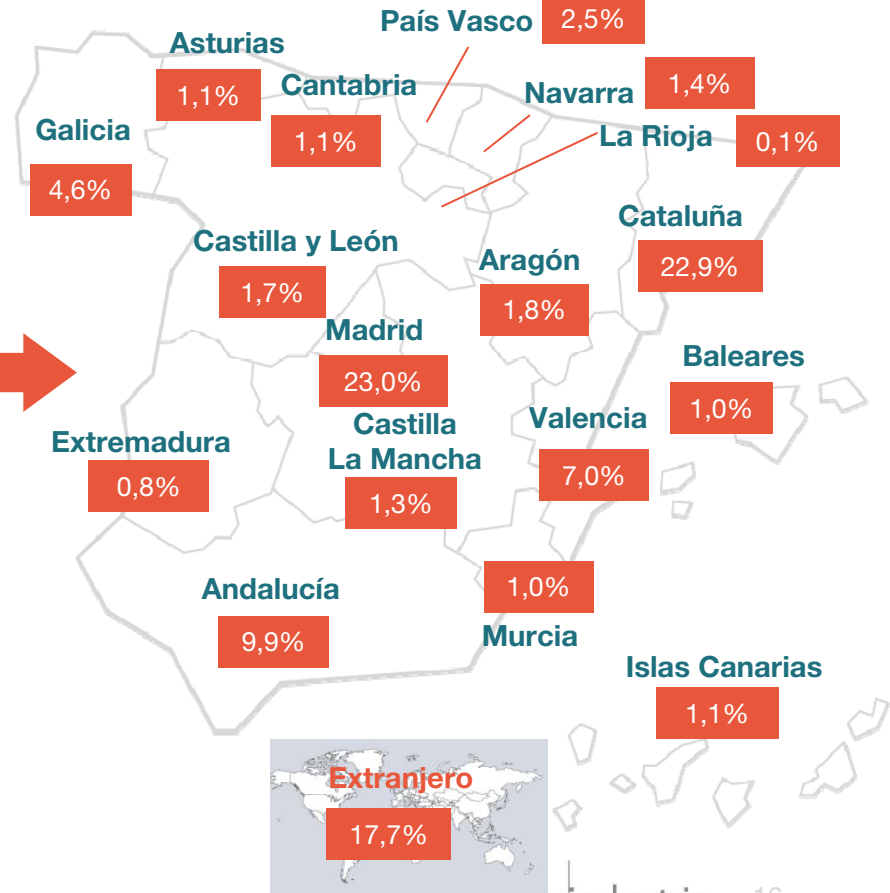 País Vasco
2,5%
Asturias
1,1%
Cantabria
1,1%
Navarra
1,4%
Galicia
4,6%
La Rioja
0,1%
Cataluña
22,9%
Castilla y León
1,7%
Aragón
1,8%
Madrid
23,0%
Baleares
1,0%
Castilla
La Mancha
1,3%
Valencia
7,0%
Extremadura
0,8%
Andalucía
9,9%
1,0%
Murcia
Islas Canarias
1,1%
Extranjero
17,7%